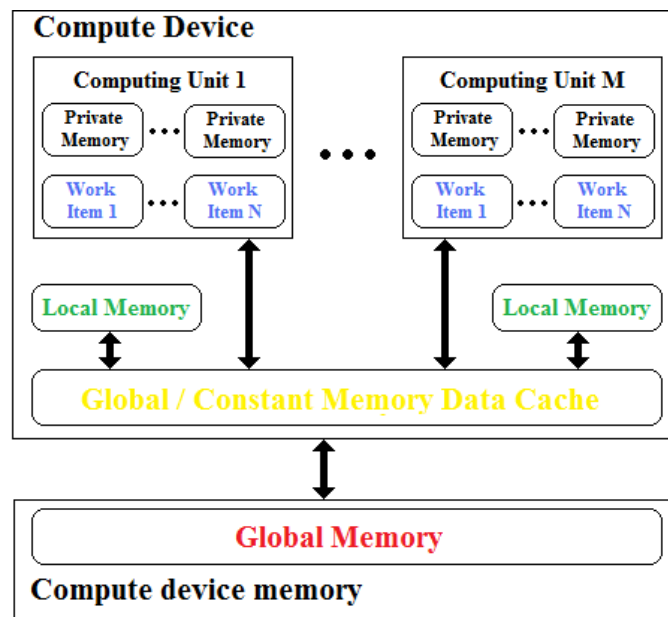 Compute Device
Computing Unit 1
Private Memory
Private Memory
Work Item 1
Work Item N
Computing Unit M
Private Memory
Private Memory
Work Item 1
Work Item N
Local Memory
Local Memory
Global / Constant Memory Data Cache
Global Memory
Compute device memory